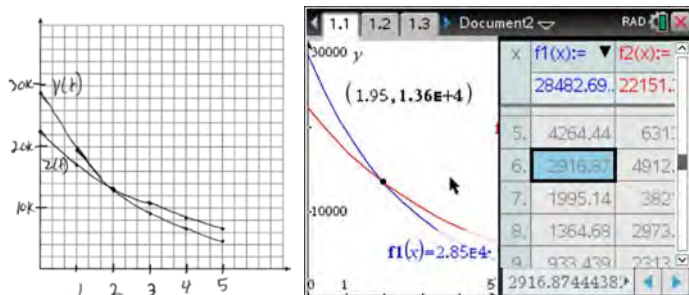 30K
y(t)
20K
z(t)
10K
1 2 3 4 5
1.1 1.2 1.3 Document2 RAD
30000 y
(1.95, 1.36E+4)
10000
f1(x)=2.85E4·
0 1 5
x f1(x):= f2(x):=
28482.69.. 22151.
5. 4264.44 631
6. 2916.87 4912.
7. 1995.14 382
8. 1364.68 2973.
9. 933.439 2313.
2916.8744438